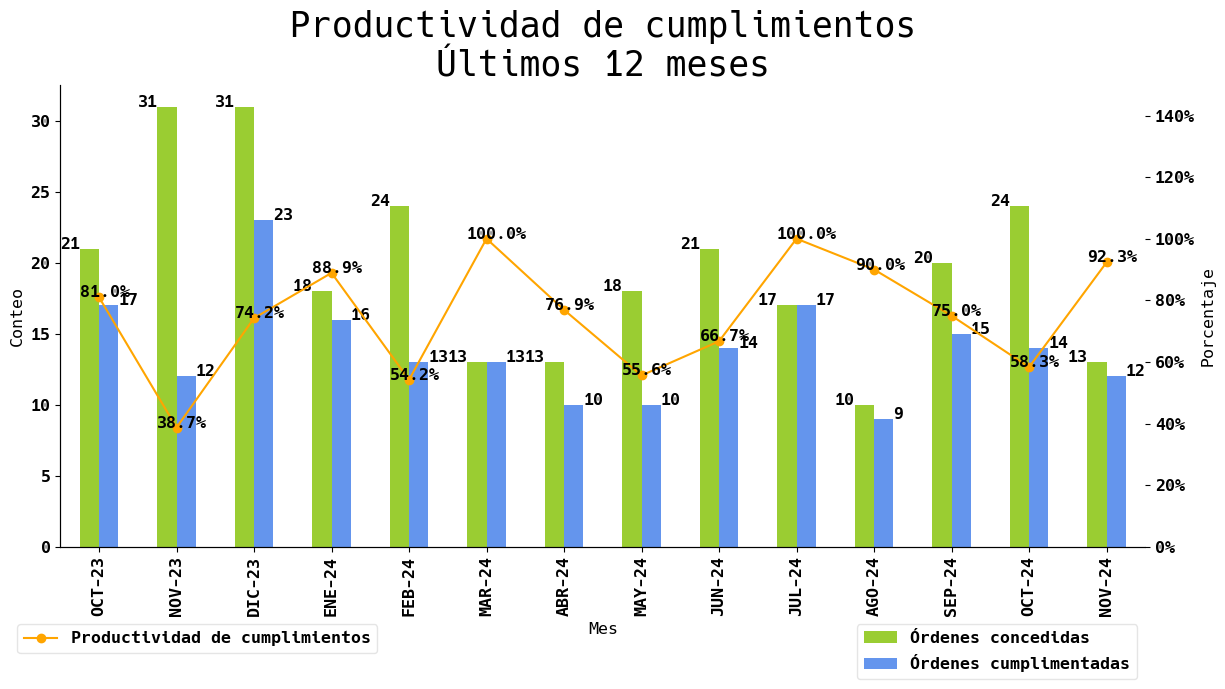 Productividad de cumplimientos
Últimos 12 meses
Conteo
30
25
20
15
10
5
0
140%
120%
100%
80%
60%
40%
20%
0%
Porcentaje
21
17
81.0%
31
12
38.7%
31
23
74.2%
18
16
88.9%
24
13
54.2%
13
13
100.0%
13
10
76.9%
18
10
55.6%
21
14
66.7%
17
17
100.0%
10
9
90.0%
20
15
75.0%
24
14
58.3%
13
12
92.3%
OCT-23
NOV-23
DIC-23
ENE-24
FEB-24
MAR-24
ABR-24
MAY-24
JUN-24
JUL-24
AGO-24
SEP-24
OCT-24
NOV-24
Mes
Productividad de cumplimientos
Órdenes concedidas
Órdenes cumplimentadas